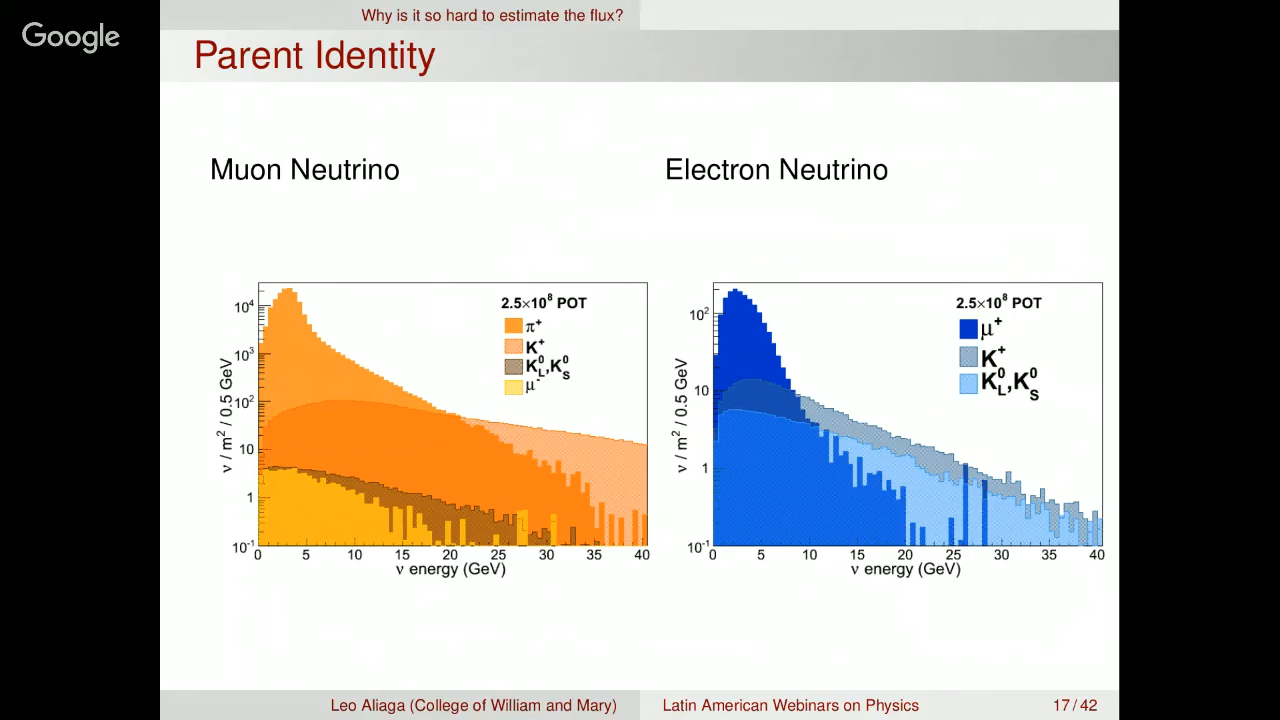 Google
Why is it so hard to estimate the flux?
Parent Identity
Muon Neutrino
Electron Neutrino
2.5×10⁸ POT
π⁺
K⁺
K⁰_L,K⁰_S
μ⁻
ν / m² / 0.5 GeV
10⁴
10³
10²
10
1
10⁻¹
0 5 10 15 20 25 30 35 40
ν energy (GeV)
2.5×10⁸ POT
μ⁺
K⁺
K⁰_L,K⁰_S
ν / m² / 0.5 GeV
10²
10
1
10⁻¹
0 5 10 15 20 25 30 35 40
ν energy (GeV)
Leo Aliaga (College of William and Mary)
Latin American Webinars on Physics
17 / 42